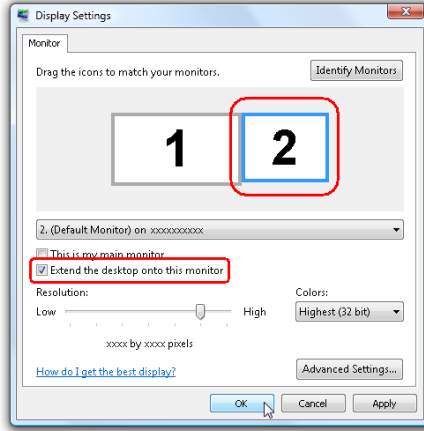 Display Settings
Monitor
Drag the icons to match your monitors.
Identify Monitors
1
2
2. (Default Monitor) on xxxxxxxxxx
This is my main monitor
Extend the desktop onto this monitor
Resolution:
Colors:
Low
High
Highest (32 bit)
xxxx by xxxx pixels
How do I get the best display?
Advanced Settings...
OK
Cancel
Apply